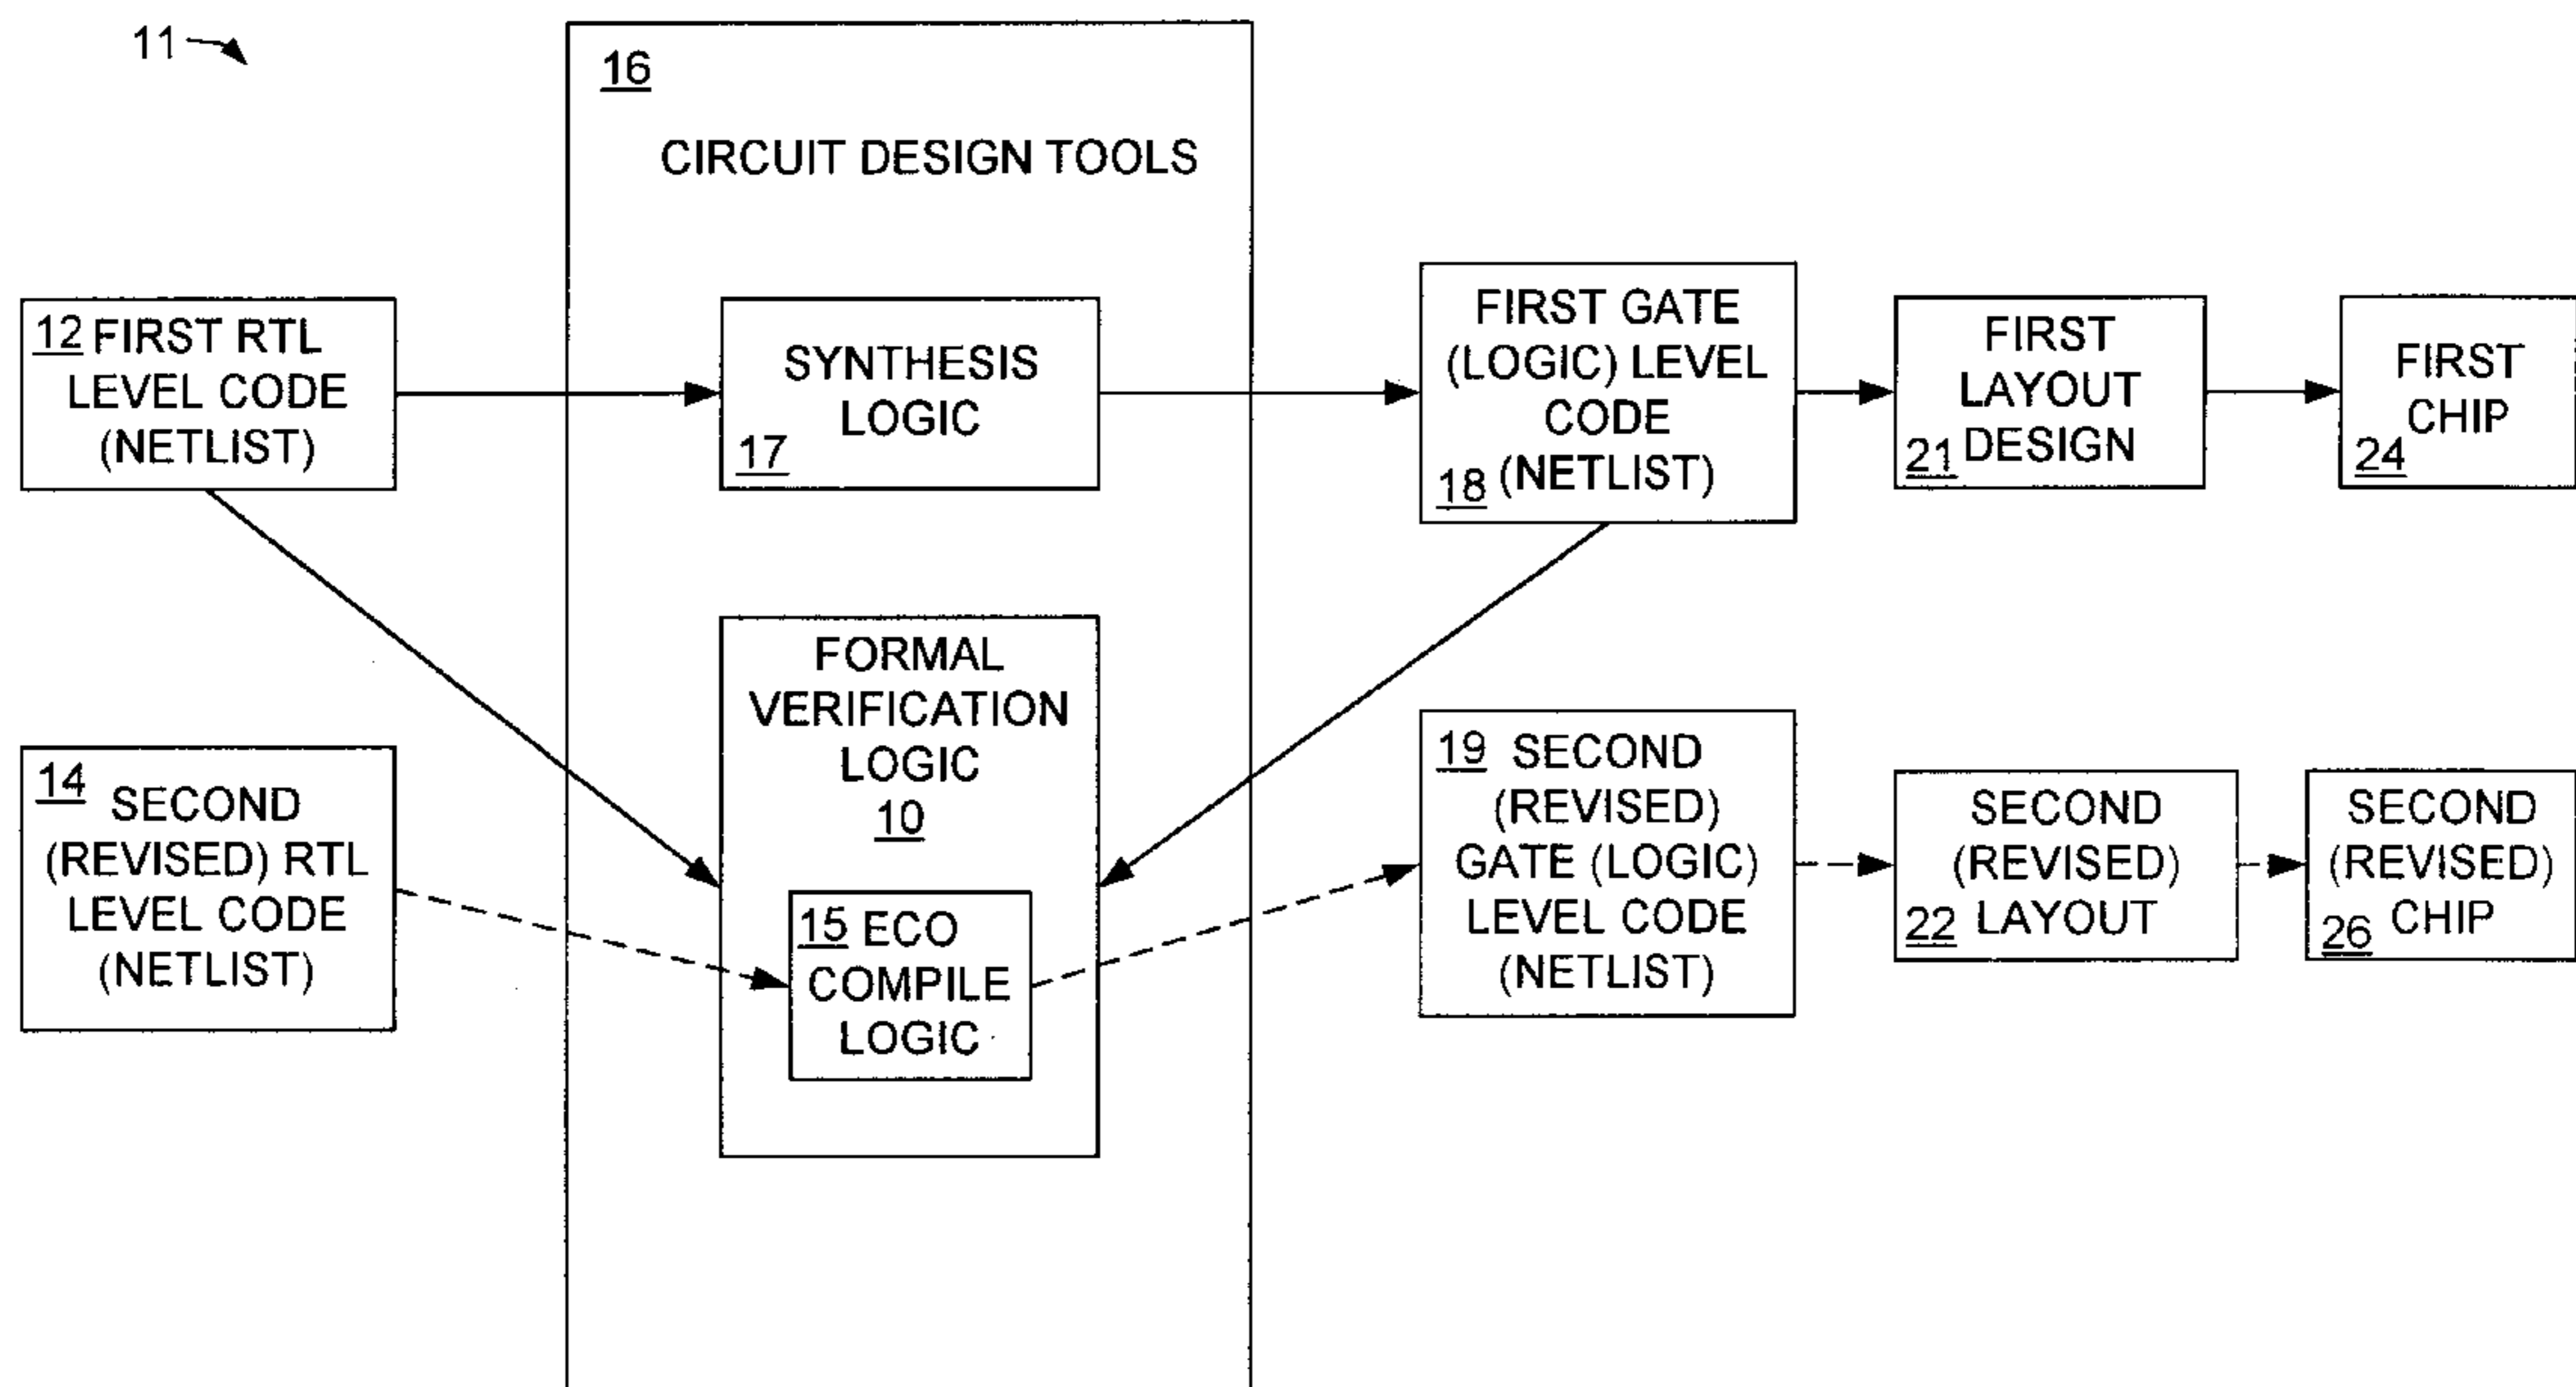 11
16
CIRCUIT DESIGN TOOLS
12 FIRST RTL
LEVEL CODE
(NETLIST)
SYNTHESIS
LOGIC
17
FIRST GATE
(LOGIC) LEVEL
CODE
18 (NETLIST)
FIRST
LAYOUT
21 DESIGN
FIRST
CHIP
24
FORMAL
VERIFICATION
LOGIC
10
14
SECOND
(REVISED) RTL
LEVEL CODE
(NETLIST)
15 ECO
COMPILE
LOGIC
19 SECOND
(REVISED)
GATE (LOGIC)
LEVEL CODE
(NETLIST)
SECOND
(REVISED)
22 LAYOUT
SECOND
(REVISED)
26 CHIP